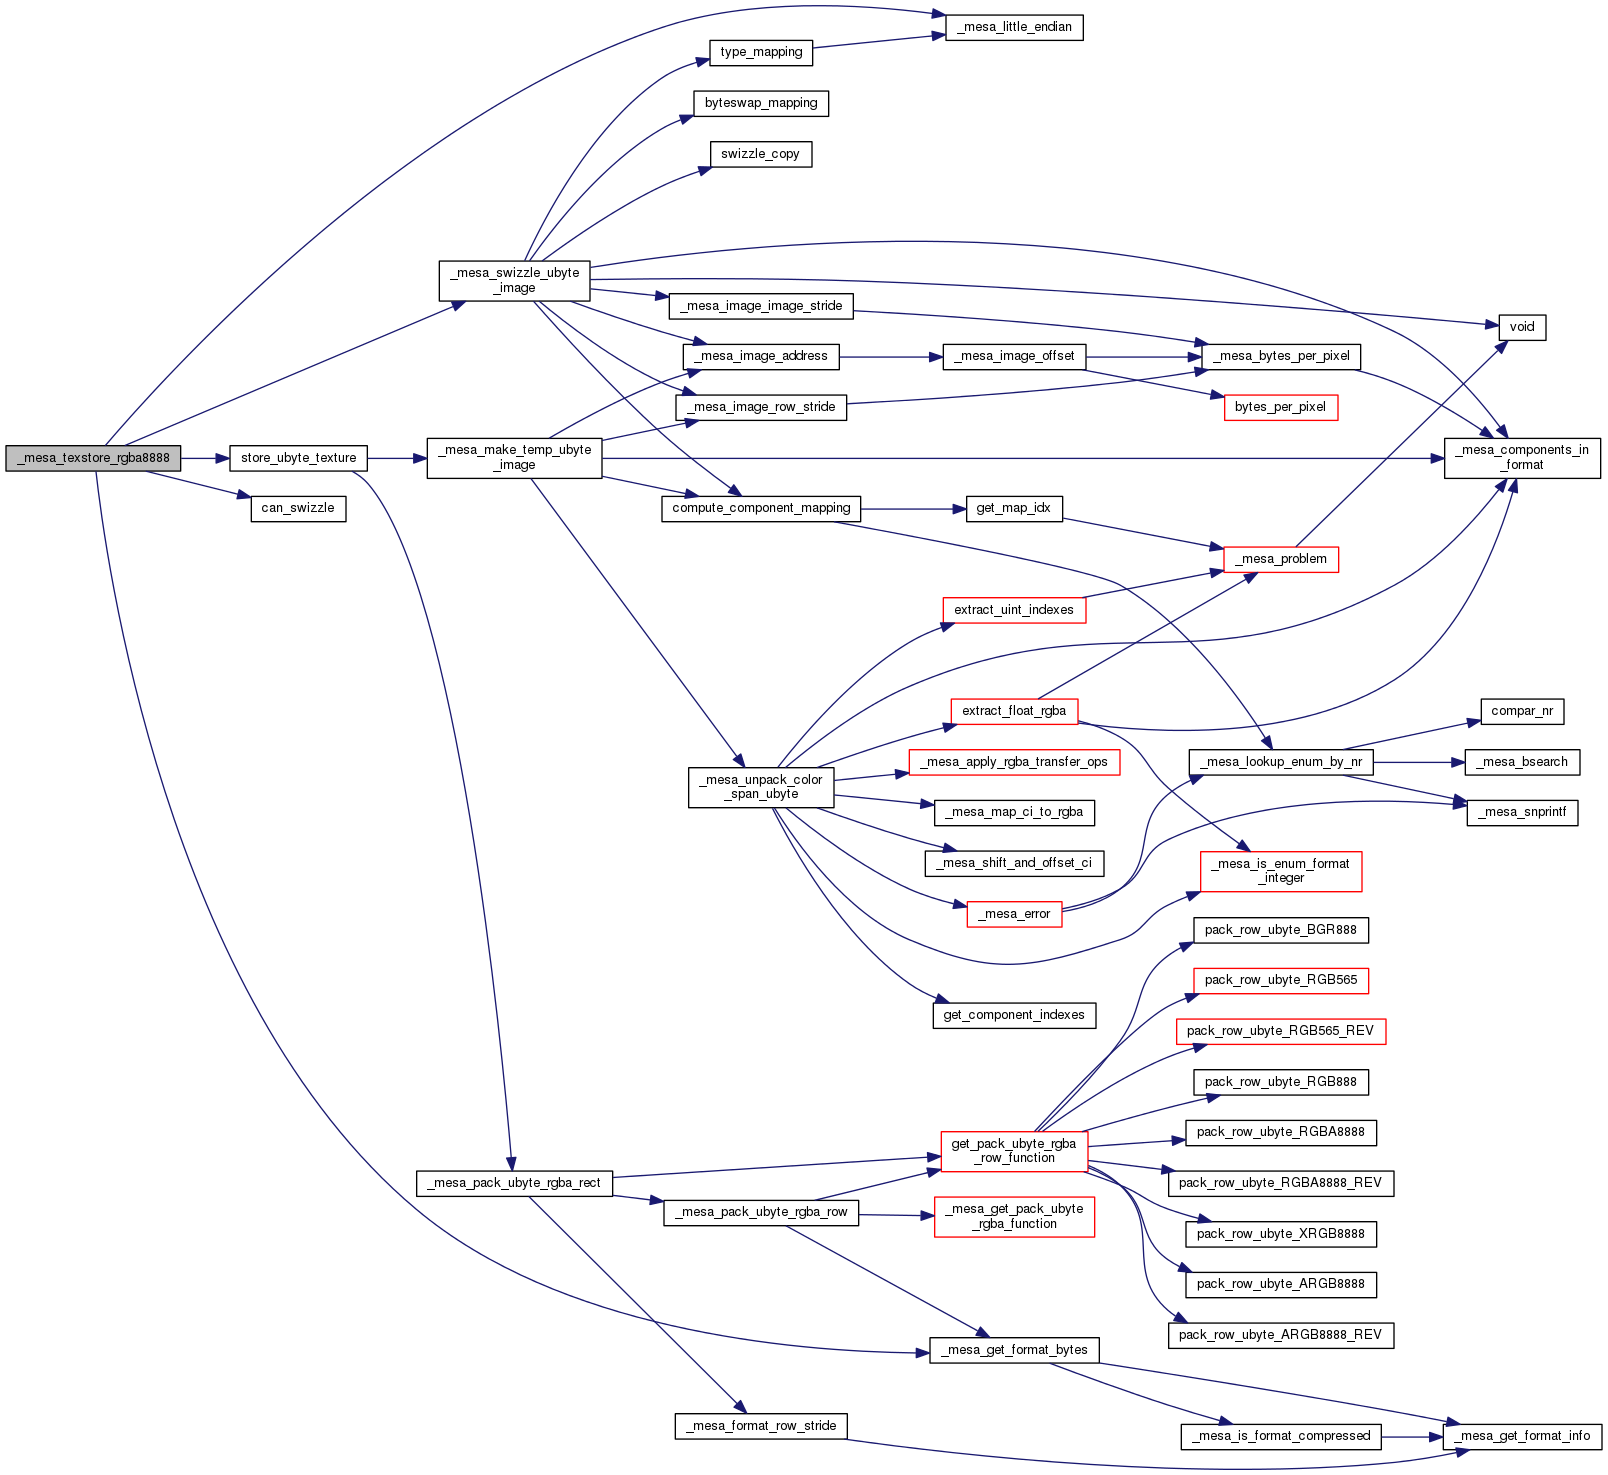 _mesa_texstore_rgba8888
store_ubyte_texture
can_swizzle
_mesa_swizzle_ubyte
_image
_mesa_make_temp_ubyte
_image
_mesa_pack_ubyte_rgba_rect
type_mapping
byteswap_mapping
swizzle_copy
_mesa_image_image_stride
_mesa_image_address
_mesa_image_row_stride
compute_component_mapping
_mesa_unpack_color
_span_ubyte
_mesa_pack_ubyte_rgba_row
_mesa_format_row_stride
_mesa_little_endian
_mesa_image_offset
get_map_idx
extract_uint_indexes
extract_float_rgba
_mesa_apply_rgba_transfer_ops
_mesa_map_ci_to_rgba
_mesa_shift_and_offset_ci
_mesa_error
get_component_indexes
get_pack_ubyte_rgba
_row_function
_mesa_get_pack_ubyte
_rgba_function
_mesa_get_format_bytes
_mesa_bytes_per_pixel
bytes_per_pixel
_mesa_problem
_mesa_lookup_enum_by_nr
_mesa_is_enum_format
_integer
pack_row_ubyte_BGR888
pack_row_ubyte_RGB565
pack_row_ubyte_RGB565_REV
pack_row_ubyte_RGB888
pack_row_ubyte_RGBA8888
pack_row_ubyte_RGBA8888_REV
pack_row_ubyte_XRGB8888
pack_row_ubyte_ARGB8888
pack_row_ubyte_ARGB8888_REV
_mesa_is_format_compressed
void
_mesa_components_in
_format
compar_nr
_mesa_bsearch
_mesa_snprintf
_mesa_get_format_info